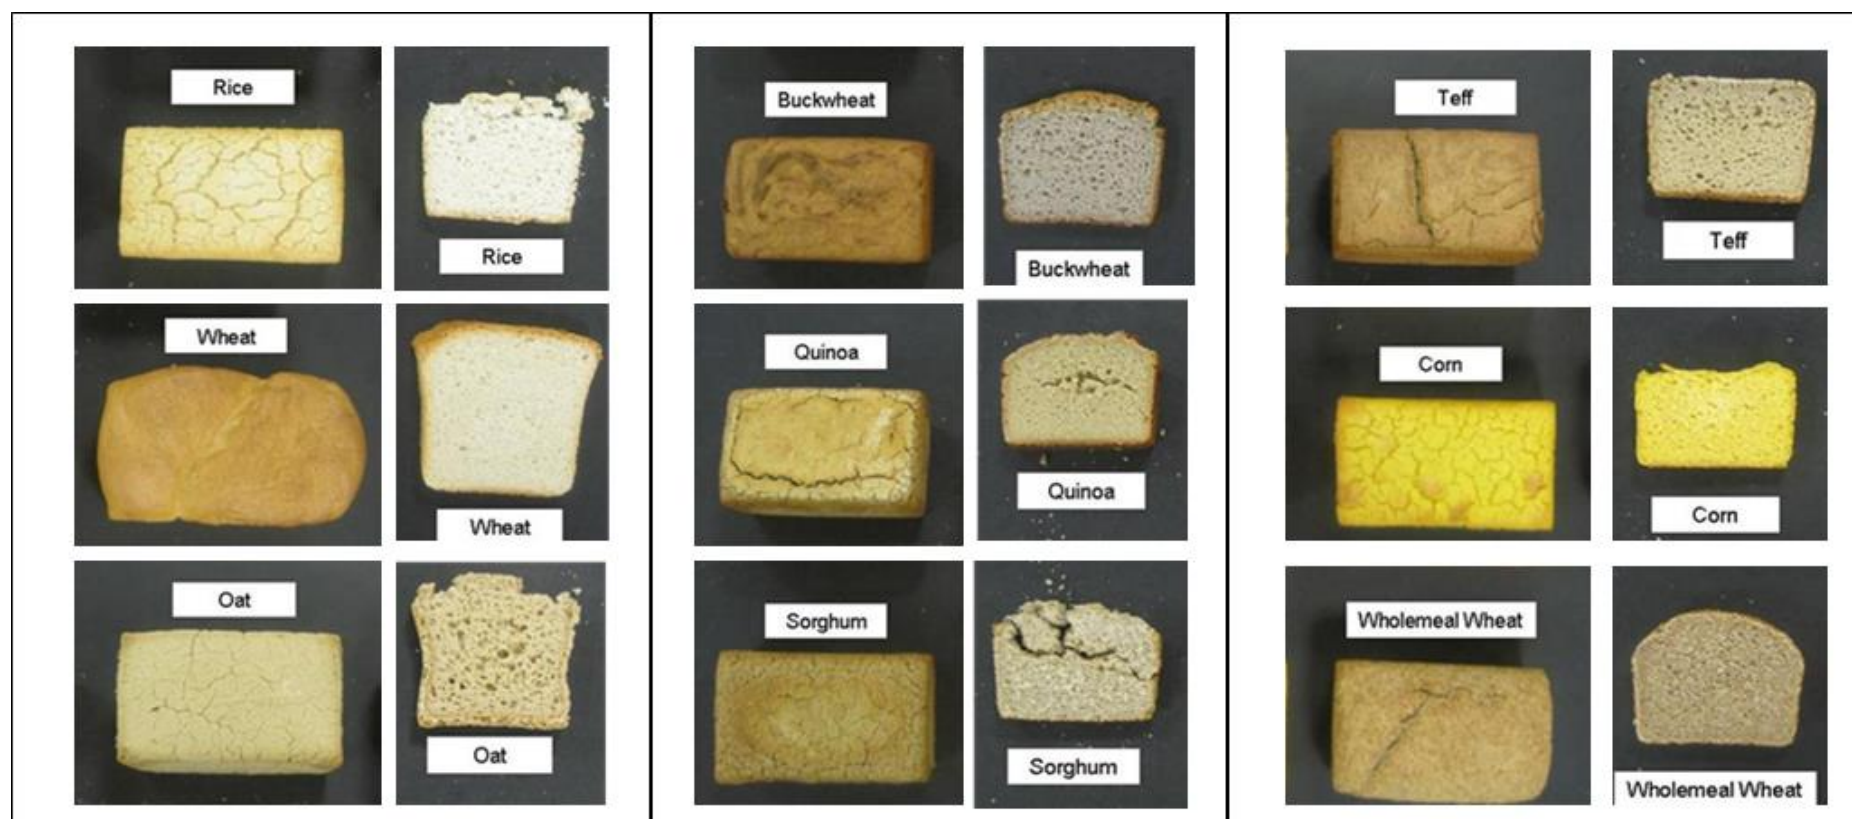 Rice
Rice
Wheat
Wheat
Oat
Oat
Buckwheat
Buckwheat
Quinoa
Quinoa
Sorghum
Sorghum
Teff
Teff
Corn
Corn
Wholemeal Wheat
Wholemeal Wheat